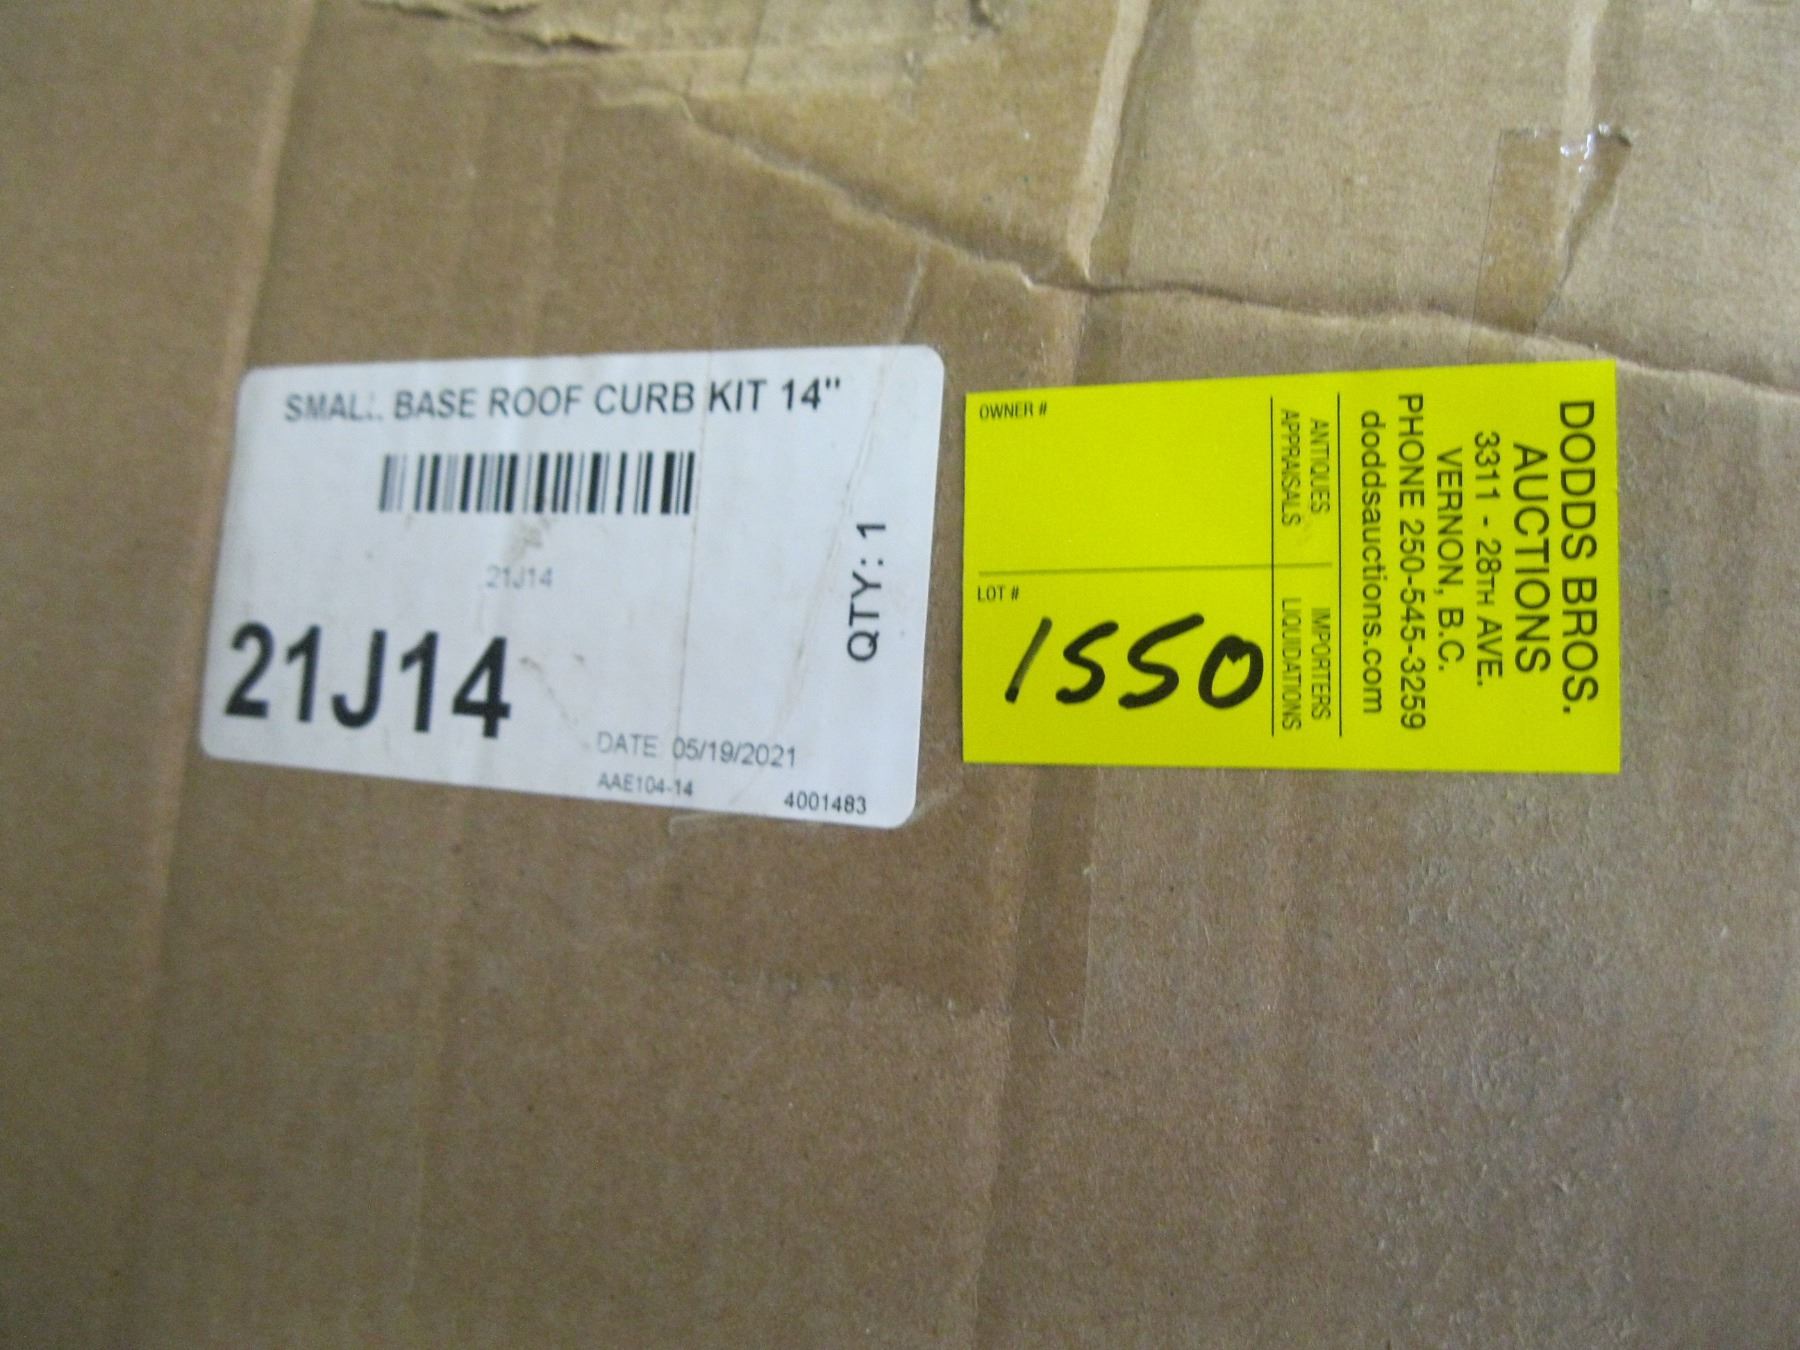 SMALL BASE ROOF CURB KIT 14"
21J14
QTY: 1
21J14
DATE 05/19/2021
AAE104-14
4001483
DODDS BROS.
AUCTIONS
3311 - 28TH AVE.
VERNON, B.C.
PHONE 250-545-3259
doddsauctions.com
ANTIQUES
APPRAISALS
IMPORTERS
LIQUIDATIONS
OWNER #
LOT #
1550